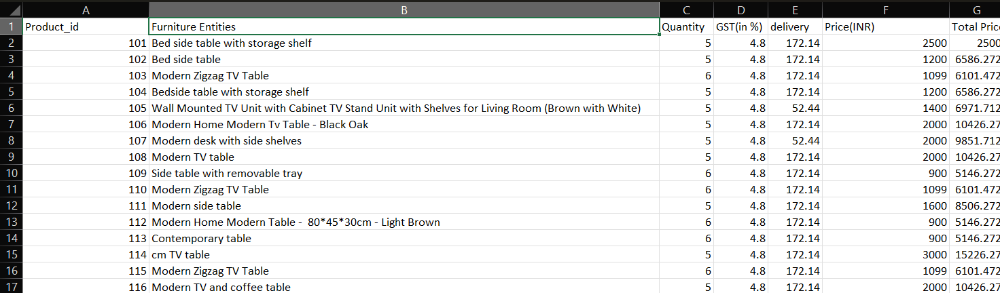 A B C D E F G
1 Product_id Furniture Entities Quantity GST(in %) delivery Price(INR) Total Pric
2 101 Bed side table with storage shelf 5 4.8 172.14 2500 2500
3 102 Bed side table 5 4.8 172.14 1200 6586.272
4 103 Modern Zigzag TV Table 6 4.8 172.14 1099 6101.472
5 104 Bedside table with storage shelf 5 4.8 172.14 1200 6586.272
6 105 Wall Mounted TV Unit with Cabinet TV Stand Unit with Shelves for Living Room (Brown with White) 5 4.8 52.44 1400 6971.712
7 106 Modern Home Modern Tv Table - Black Oak 5 4.8 172.14 2000 10426.27
8 107 Modern desk with side shelves 5 4.8 52.44 2000 9851.712
9 108 Modern TV table 5 4.8 172.14 2000 10426.27
10 109 Side table with removable tray 6 4.8 172.14 900 5146.272
11 110 Modern Zigzag TV Table 6 4.8 172.14 1099 6101.472
12 111 Modern side table 5 4.8 172.14 1600 8506.272
13 112 Modern Home Modern Table -  80*45*30cm - Light Brown 6 4.8 172.14 900 5146.272
14 113 Contemporary table 6 4.8 172.14 900 5146.272
15 114 cm TV table 5 4.8 172.14 3000 15226.27
16 115 Modern Zigzag TV Table 6 4.8 172.14 1099 6101.472
17 116 Modern TV and coffee table 5 4.8 172.14 2000 10426.27